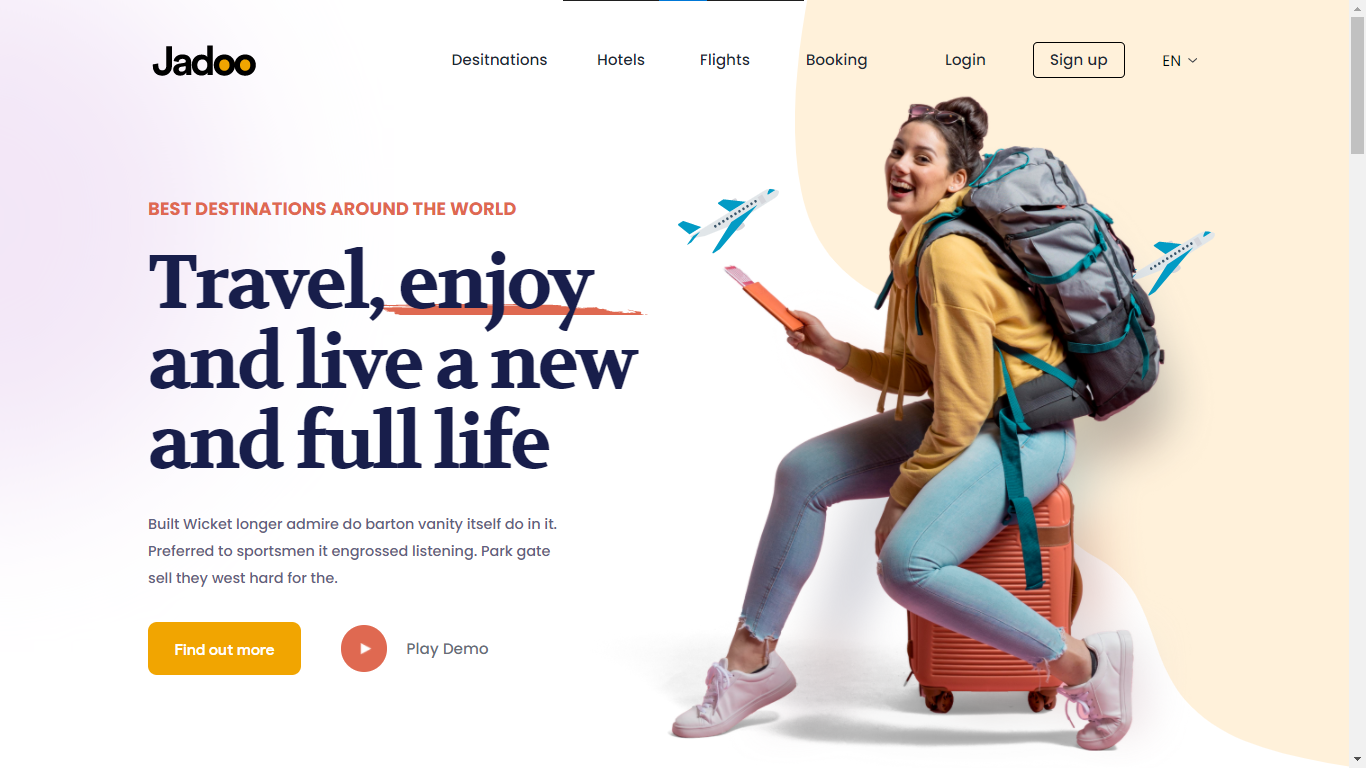 Jadoo
Desitnations
Hotels
Flights
Booking
Login
Sign up
EN
BEST DESTINATIONS AROUND THE WORLD
Travel, enjoy
and live a new
and full life
Built Wicket longer admire do barton vanity itself do in it.
Preferred to sportsmen it engrossed listening. Park gate
sell they west hard for the.
Find out more
Play Demo